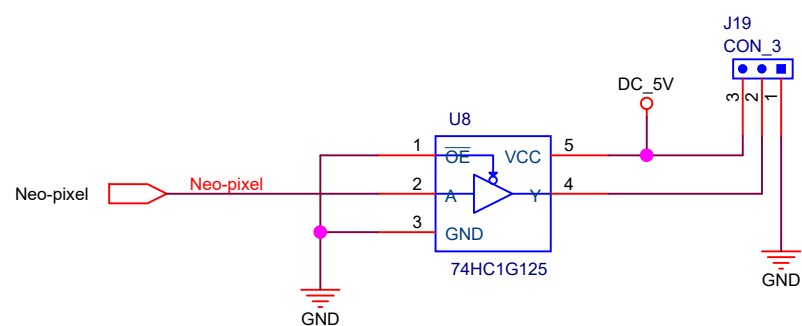 J19
CON_3
DC_5V
3
2
1
U8
1
OE
VCC
5
Neo-pixel
Neo-pixel
2
A
Y
4
3
GND
74HC1G125
GND
GND